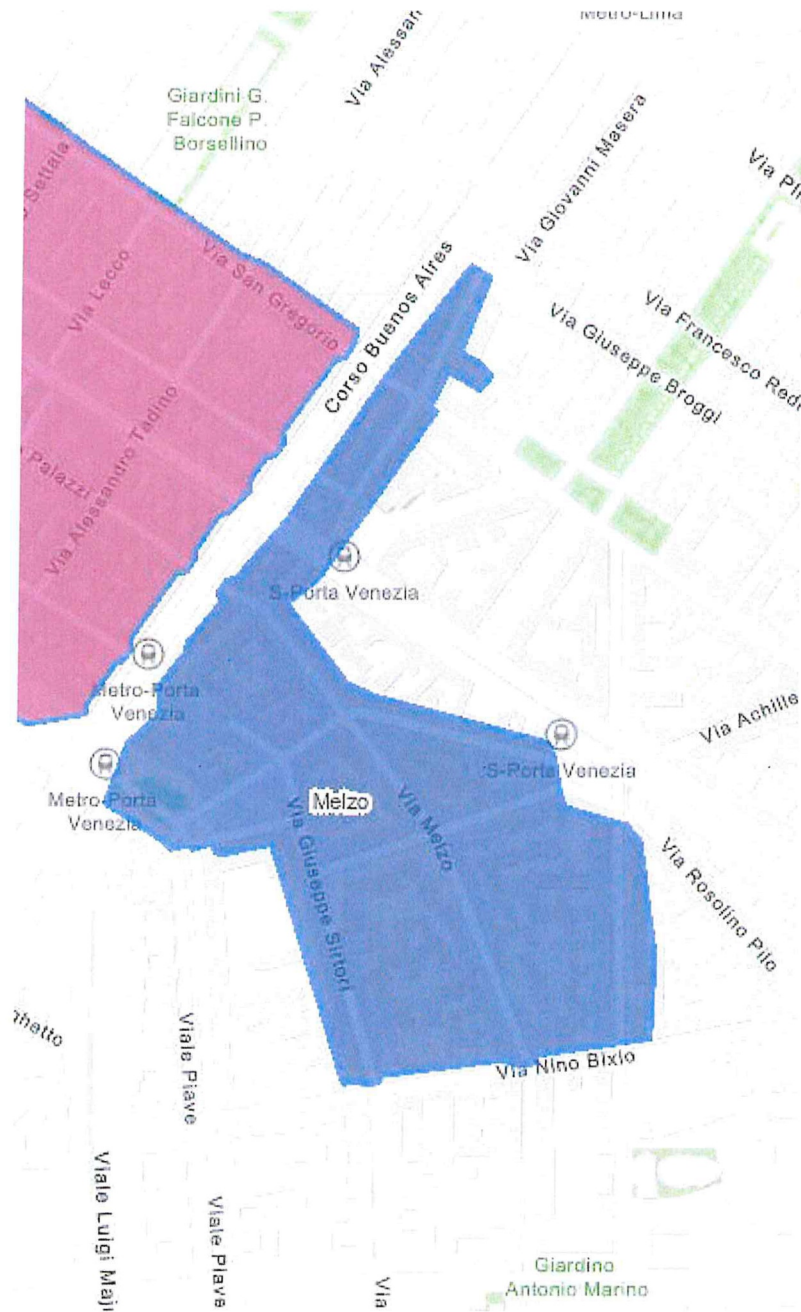 Metro-Lima
Via Alessan
Giardini G.
Falcone P.
Borsellino
Via Giovanni Masera
Via Pli
Settala
Via Lecco
Via San Gregorio
Corso Buenos Aires
Via Francesco Redi
Via Giuseppe Broggi
Palazzi
Via Alessandro Tadino
S-Porta Venezia
Metro-Porta
Venezia
Via Achille
S-Porta Venezia
Metro-Porta
Venezia
Melzo
Via Giuseppe Sirtori
Via Melzo
Via Rosolino Pilo
ghetto
Viale Piave
Via Nino Bixio
Viale Luigi Maj
Viale Piave
Via
Giardino
Antonio Marino